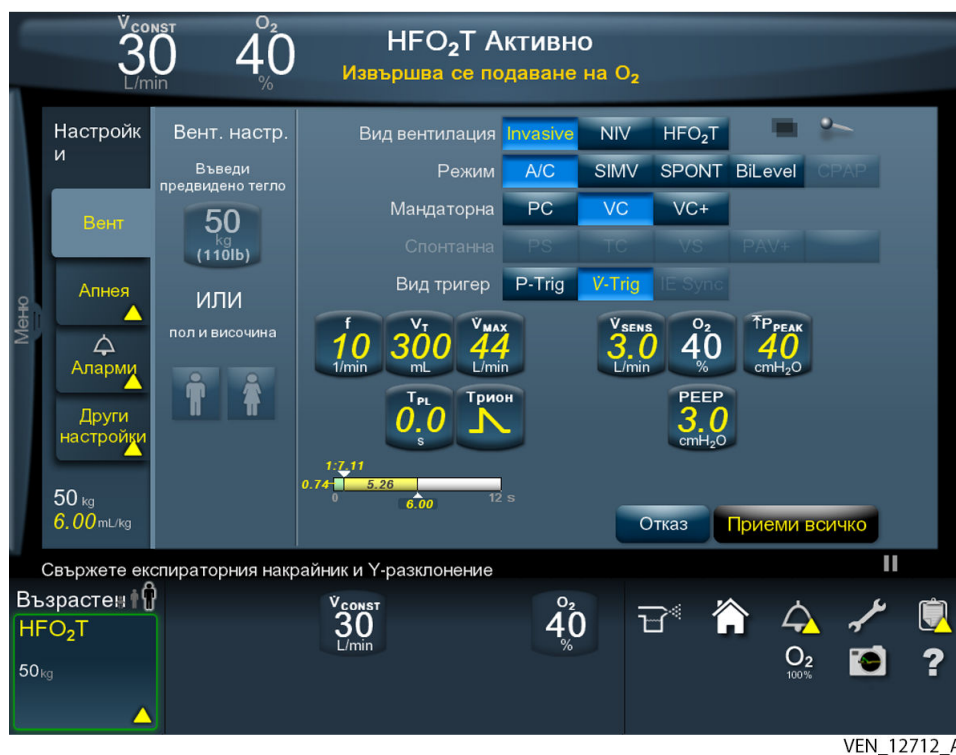 V̇CONST O₂ HFO₂T Активно
30 40 Извършва се подаване на O₂
L/min %
Меню
Настройк
и
Вент
Апнея
Аларми
Други
настройки
50 kg
6.00 mL/kg
Вент. настр.
Въведи
предвидено тегло
50
kg
(110lb)
ИЛИ
пол и височина
Вид вентилация Invasive NIV HFO₂T
Режим A/C SIMV SPONT BiLevel CPAP
Мандаторна PC VC VC+
Спонтанна PS TC VS PAV+
Вид тригер P-Trig V̇-Trig IE Sync
f VT V̇MAX V̇SENS O₂ ↑PPEAK
10 300 44 3.0 40 40
1/min mL L/min L/min % cmH₂O
TPL Трион PEEP
0.0 3.0
s cmH₂O
1:7.11
0.74 5.26
0 6.00 12 s
Отказ Приеми всичко
Свържете експираторния накрайник и Y-разклонение
Възрастен
HFO₂T
50 kg
V̇CONST O₂
30 40
L/min %
O₂
100%
?
VEN_12712_A